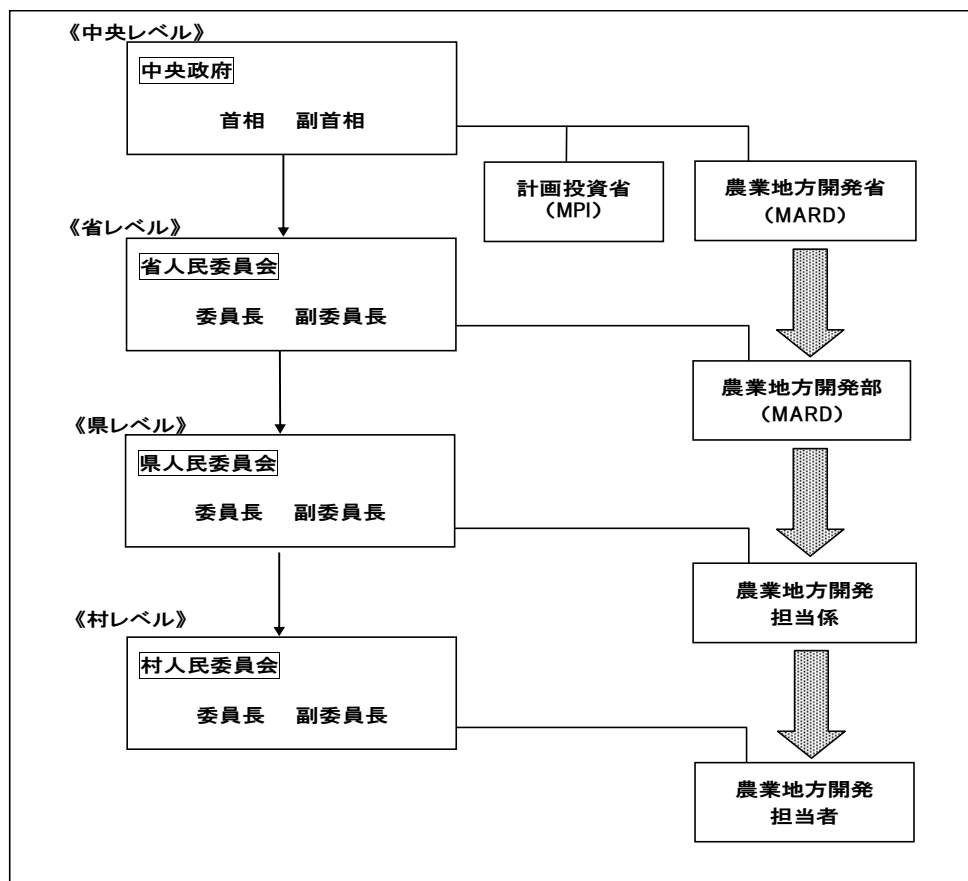 《中央レベル》
中央政府
首相 副首相
計画投資省
(MPI)
農業地方開発省
(MARD)
《省レベル》
省人民委員会
委員長 副委員長
農業地方開発部
(MARD)
《県レベル》
県人民委員会
委員長 副委員長
農業地方開発
担当係
《村レベル》
村人民委員会
委員長 副委員長
農業地方開発
担当者